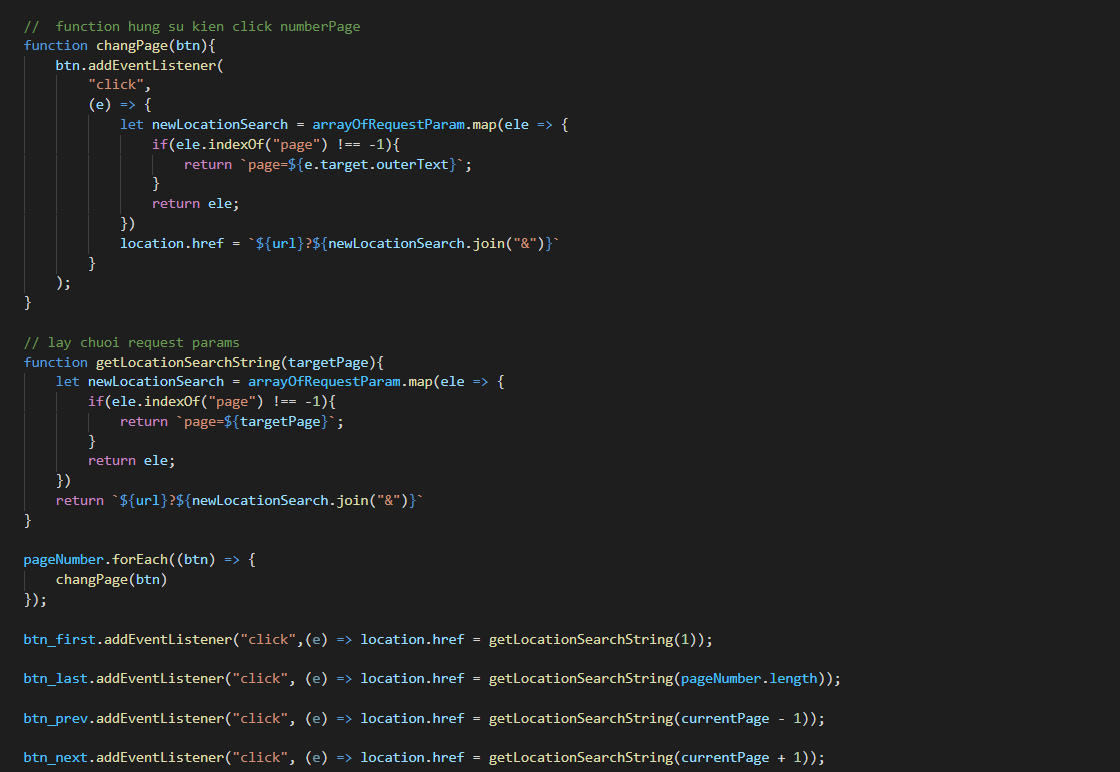 //  function hung su kien click numberPage
function changPage(btn){
    btn.addEventListener(
        "click",
        (e) => {
            let newLocationSearch = arrayOfRequestParam.map(ele => {
                if(ele.indexOf("page") !== -1){
                    return `page=${e.target.outerText}`;
                }
                return ele;
            })
            location.href = `${url}?${newLocationSearch.join("&")}`
        }
    );
}

// lay chuoi request params
function getLocationSearchString(targetPage){
    let newLocationSearch = arrayOfRequestParam.map(ele => {
        if(ele.indexOf("page") !== -1){
            return `page=${targetPage}`;
        }
        return ele;
    })
    return `${url}?${newLocationSearch.join("&")}`
}

pageNumber.forEach((btn) => {
    changPage(btn)
});

btn_first.addEventListener("click",(e) => location.href = getLocationSearchString(1));

btn_last.addEventListener("click", (e) => location.href = getLocationSearchString(pageNumber.length));

btn_prev.addEventListener("click", (e) => location.href = getLocationSearchString(currentPage - 1));

btn_next.addEventListener("click", (e) => location.href = getLocationSearchString(currentPage + 1));